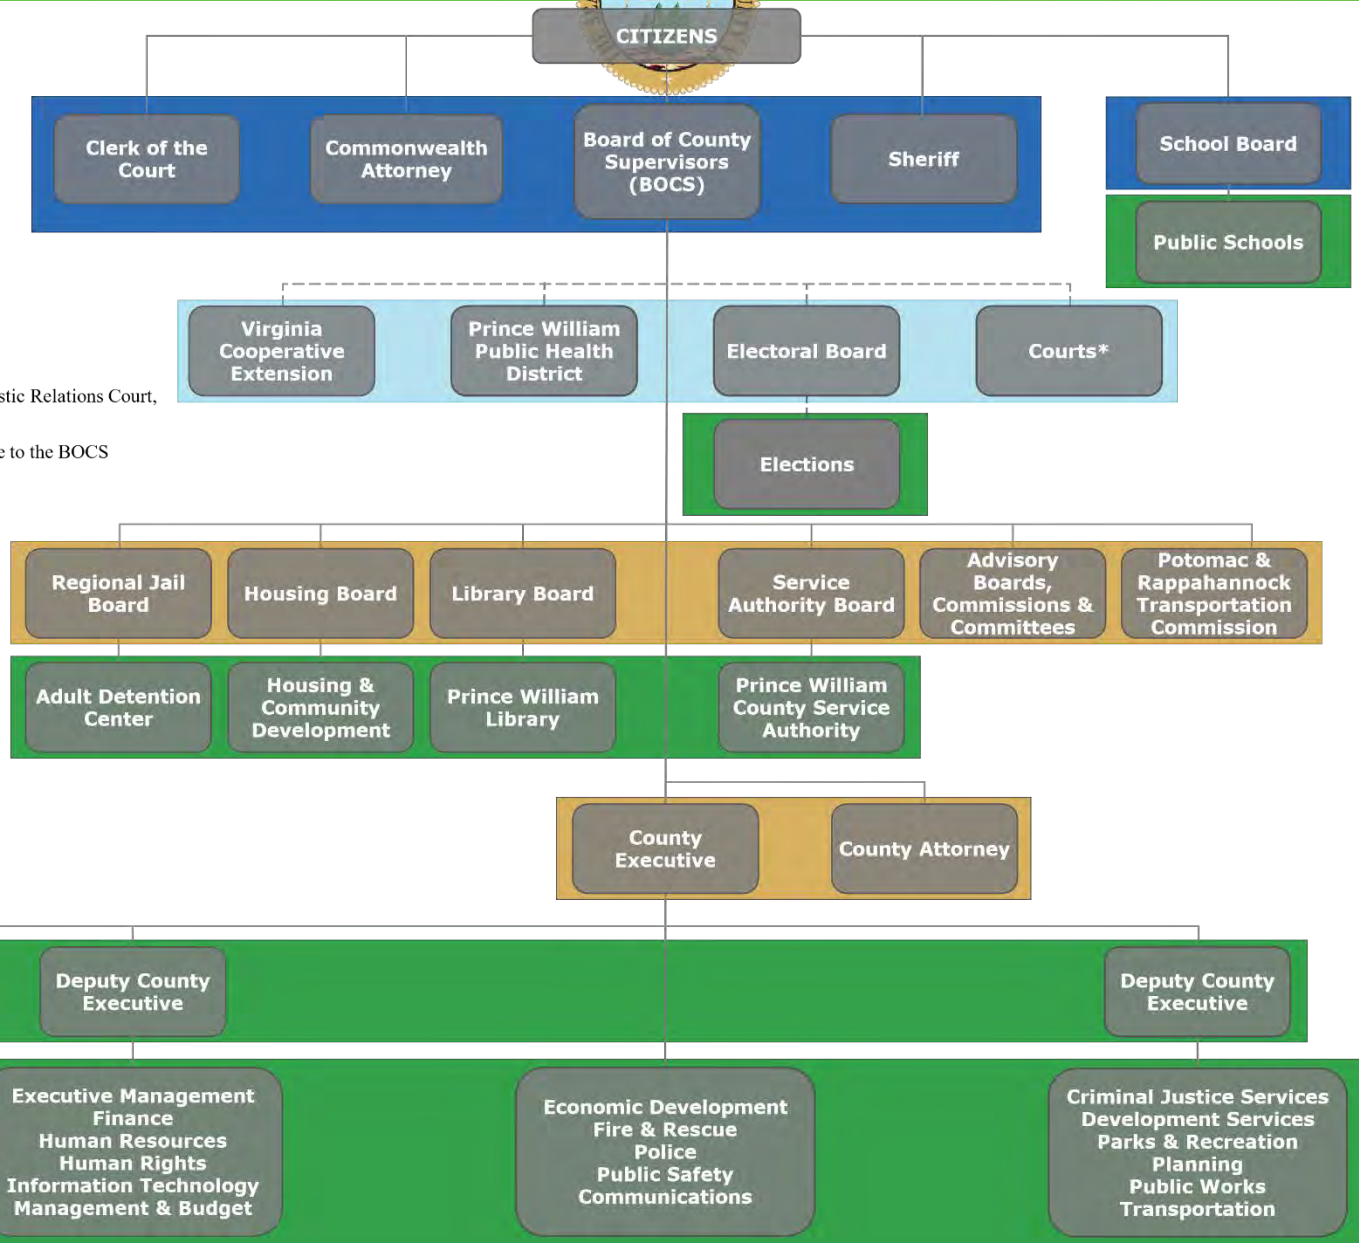 CITIZENS
Clerk of the
Court
Commonwealth
Attorney
Board of County
Supervisors
(BOCS)
Sheriff
School Board
Public Schools
Virginia
Cooperative
Extension
Prince William
Public Health
District
Electoral Board
Courts*
stic Relations Court,
e to the BOCS
Elections
Regional Jail
Board
Housing Board
Library Board
Service
Authority Board
Advisory
Boards,
Commissions &
Committees
Potomac &
Rappahannock
Transportation
Commission
Adult Detention
Center
Housing &
Community
Development
Prince William
Library
Prince William
County Service
Authority
County
Executive
County Attorney
Deputy County
Executive
Deputy County
Executive
Executive Management
Finance
Human Resources
Human Rights
Information Technology
Management & Budget
Economic Development
Fire & Rescue
Police
Public Safety
Communications
Criminal Justice Services
Development Services
Parks & Recreation
Planning
Public Works
Transportation